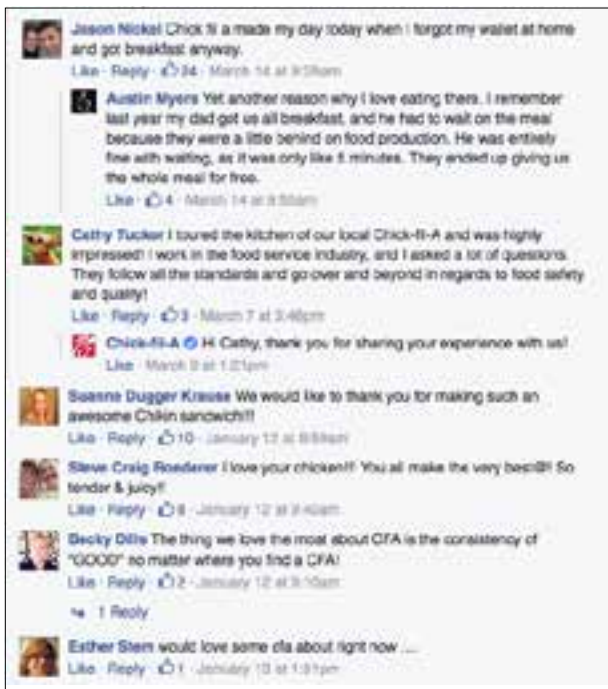 Jason Nickel Chick fil a made my day today when I forgot my wallet at home
and got breakfast anyway.
Like · Reply · 24 · March 14 at
Austin Myers Yet another reason why I love eating there. I remember
last year my dad got us all breakfast, and he had to wait on the meal
because they were a little behind on food production. He was entirely
fine with waiting, as it was only like 5 minutes. They ended up giving us
the whole meal for free.
Like · 4 · March 14 at
Cathy Tucker I toured the kitchen of our local Chick-fil-A and was highly
impressed! I work in the food service industry, and I asked a lot of questions.
They follow all the standards and go over and beyond in regards to food safety
and quality!
Like · Reply · 3 · March 7 at 3:46pm
Chick-fil-A Hi Cathy, thank you for sharing your experience with us!
Like · March 9 at 1:21pm
Dugger Krause We would like to thank you for making such an
awesome Chikin sandwich!!!
Like · Reply · 10 · January 12 at
Steve Craig Roederer I love your chicken!!! You all make the very best So
tender & juicy!!
Like · Reply · January 12 at
Becky Dills The thing we love the most about CFA is the consistency of
"GOOD" no matter where you find a CFA!
Like · Reply · 2 · January 12 at 9:10am
1 Reply
Esther Stern would love some cfa about right now ....
Like · Reply · 1 · January at 1:51pm